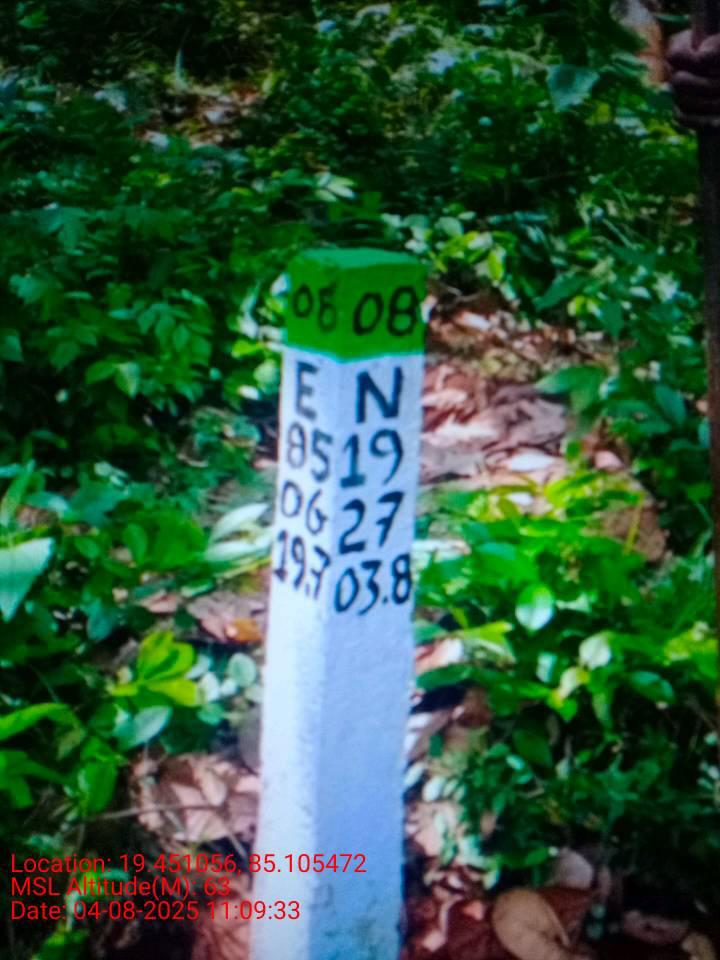 08 08
E N
85 19
06 27
19.7 03.8
Location: 19.451056, 85.105472
MSL Altitude(M): 63
Date: 04-08-2025 11:09:33